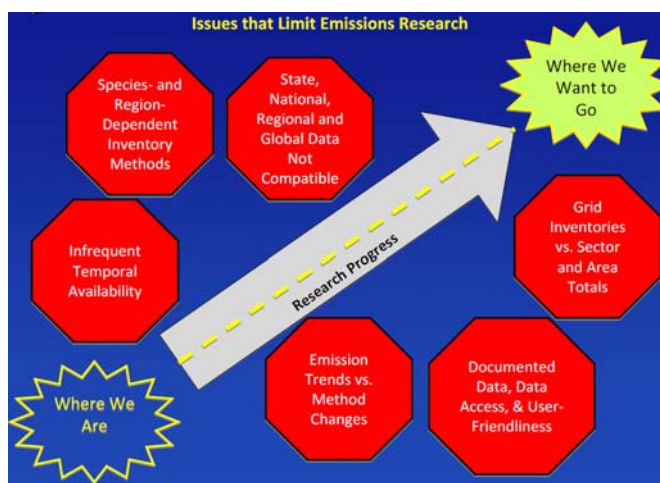 Issues that Limit Emissions Research
Species- and
Region-
Dependent
Inventory
Methods
State,
National,
Regional and
Global Data
Not
Compatible
Where We
Want to
Go
Infrequent
Temporal
Availability
Grid
Inventories
vs. Sector
and Area
Totals
Research Progress
Where We
Are
Emission
Trends vs.
Method
Changes
Documented
Data, Data
Access, & User-
Friendliness